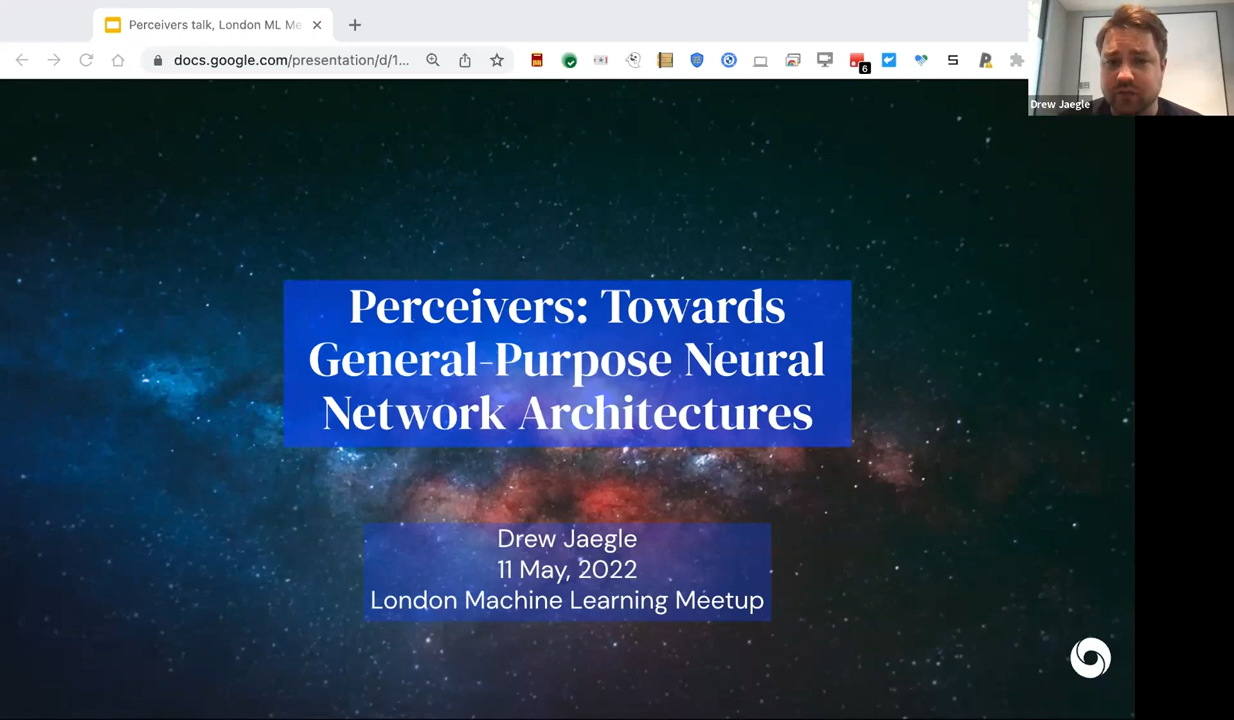 Perceivers talk, London ML Me
docs.google.com/presentation/d/1...
6
Drew Jaegle
Perceivers: Towards
General-Purpose Neural
Network Architectures
Drew Jaegle
11 May, 2022
London Machine Learning Meetup